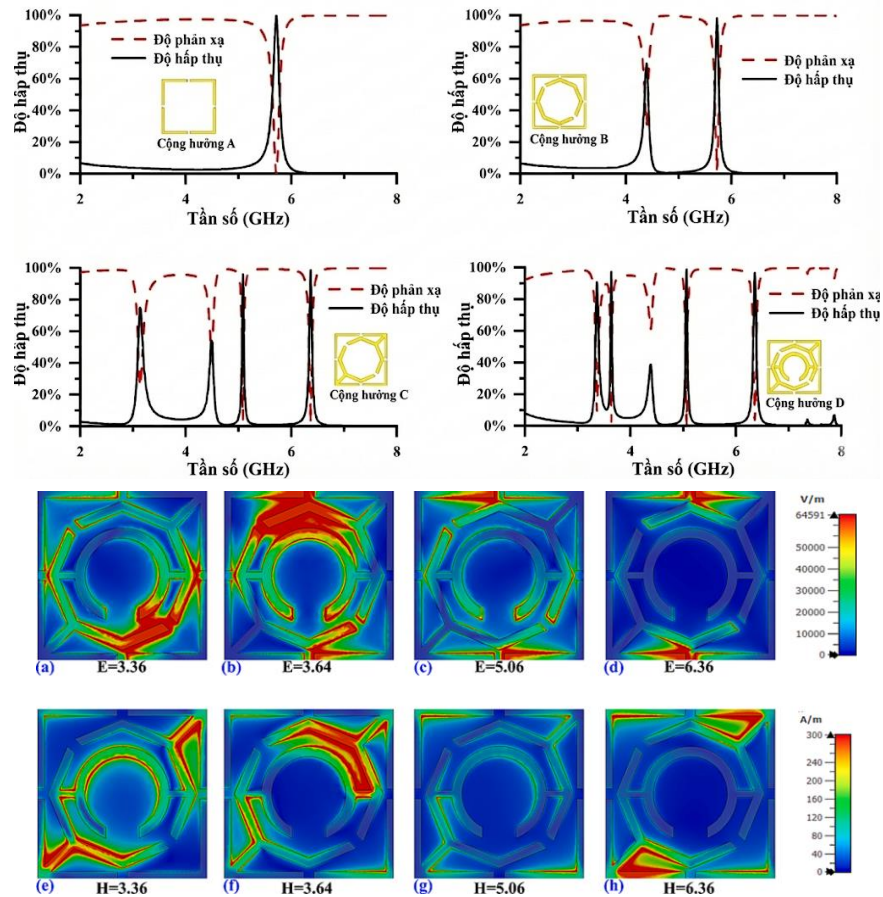 100%
80%
60%
40%
20%
0%
Độ hấp thụ
Độ phản xạ
Độ hấp thụ
Cộng hưởng A
2 4 6 8
Tần số (GHz)
100%
80%
60%
40%
20%
0%
Độ hấp thụ
Độ phản xạ
Độ hấp thụ
Cộng hưởng B
2 4 6 8
Tần số (GHz)
100%
80%
60%
40%
20%
0%
Độ hấp thụ
Độ phản xạ
Độ hấp thụ
Cộng hưởng C
2 4 6 8
Tần số (GHz)
100%
80%
60%
40%
20%
0%
Độ hấp thụ
Độ phản xạ
Độ hấp thụ
Cộng hưởng D
2 4 6 8
Tần số (GHz)
V/m
64591
50000
40000
30000
20000
10000
0
(a) E=3.36
(b) E=3.64
(c) E=5.06
(d) E=6.36
A/m
300
240
200
160
120
80
40
0
(e) H=3.36
(f) H=3.64
(g) H=5.06
(h) H=6.36